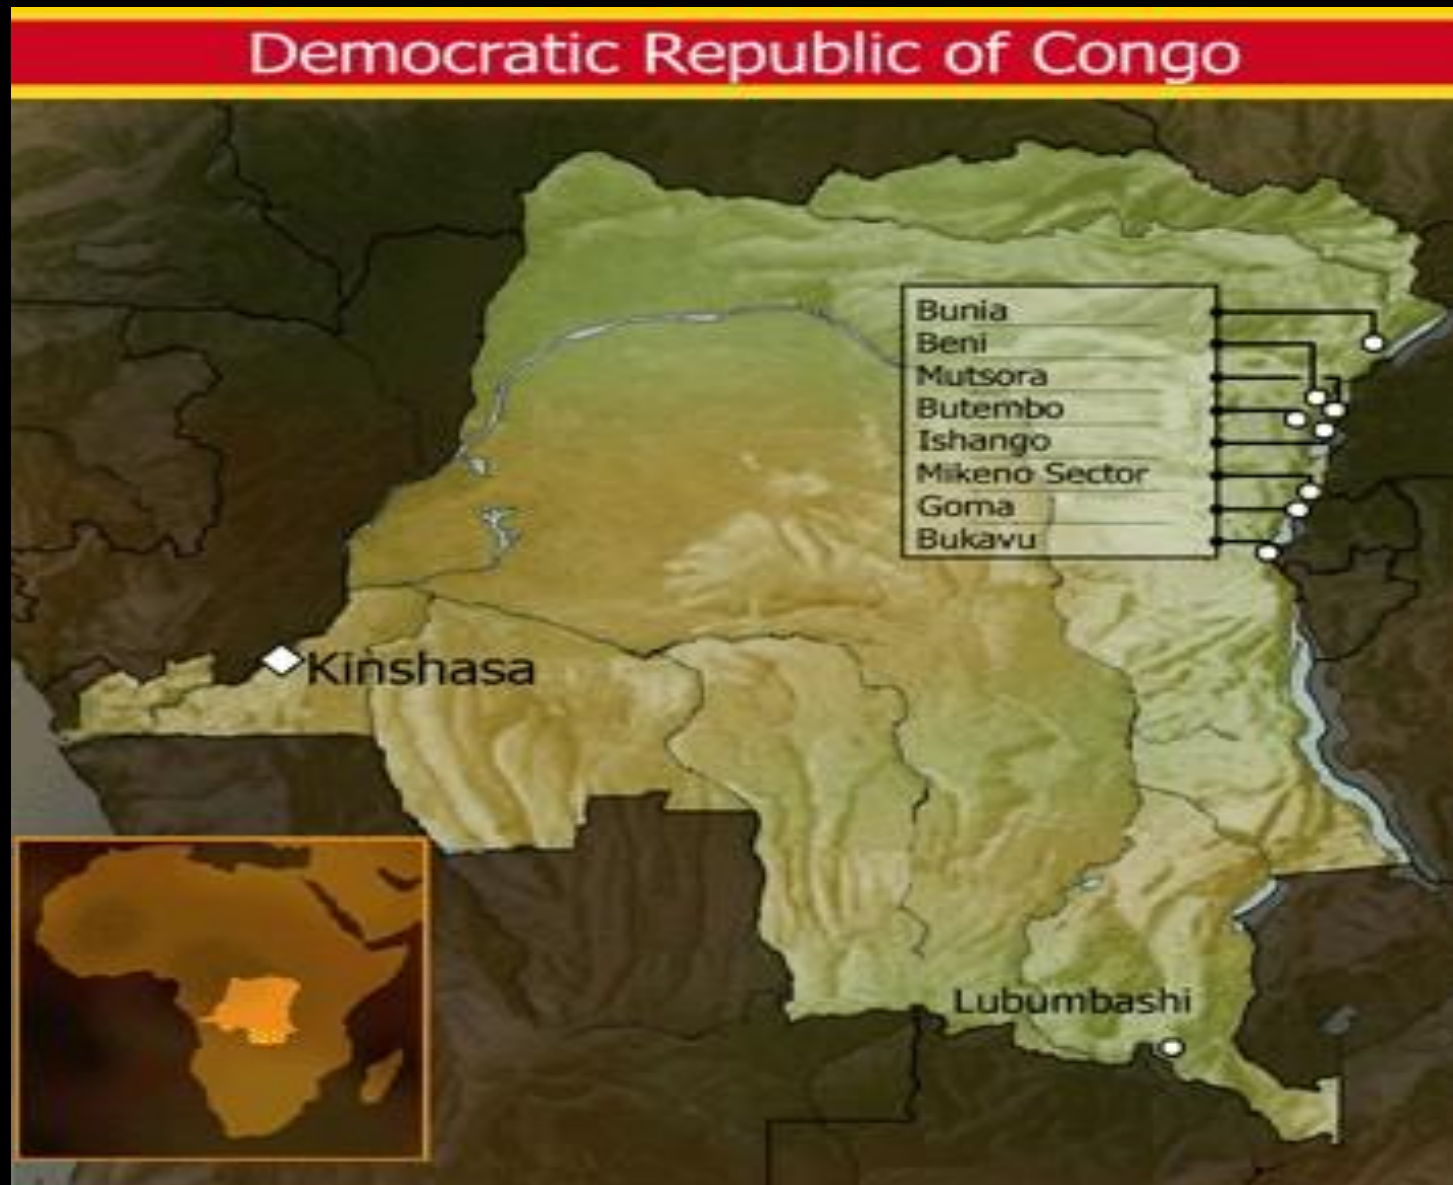 Democratic Republic of Congo
Bunia
Beni
Mutsora
Butembo
Ishango
Mikeno Sector
Goma
Bukavu
Kinshasa
Lubumbashi